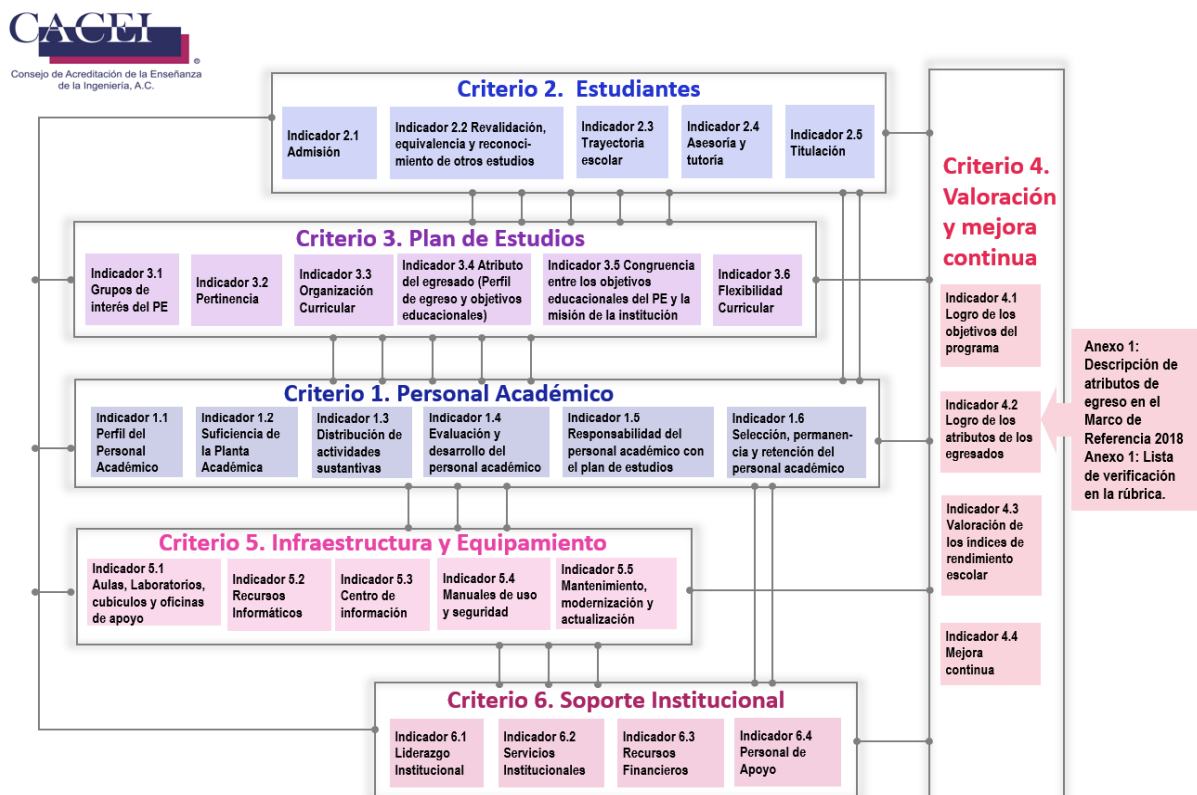 CACEI
®
Consejo de Acreditación de la Enseñanza
de la Ingeniería, A.C.
Criterio 2. Estudiantes
Indicador 2.1
Admisión
Indicador 2.2 Revalidación,
equivalencia y reconoci-
miento de otros estudios
Indicador 2.3
Trayectoria
escolar
Indicador 2.4
Asesoría y
tutoría
Indicador 2.5
Titulación
Criterio 3. Plan de Estudios
Indicador 3.1
Grupos de
interés del PE
Indicador 3.2
Pertinencia
Indicador 3.3
Organización
Curricular
Indicador 3.4 Atributo
del egresado (Perfil
de egreso y objetivos
educacionales)
Indicador 3.5 Congruencia
entre los objetivos
educacionales del PE y la
misión de la institución
Indicador 3.6
Flexibilidad
Curricular
Criterio 1. Personal Académico
Indicador 1.1
Perfil del
Personal
Académico
Indicador 1.2
Suficiencia de
la Planta
Académica
Indicador 1.3
Distribución de
actividades
sustantivas
Indicador 1.4
Evaluación y
desarrollo del
personal académico
Indicador 1.5
Responsabilidad del
personal académico con
el plan de estudios
Indicador 1.6
Selección, permanen-
cia y retención del
personal académico
Criterio 5. Infraestructura y Equipamiento
Indicador 5.1
Aulas, Laboratorios,
cubículos y oficinas
de apoyo
Indicador 5.2
Recursos
Informáticos
Indicador 5.3
Centro de
información
Indicador 5.4
Manuales de uso
y seguridad
Indicador 5.5
Mantenimiento,
modernización y
actualización
Criterio 6. Soporte Institucional
Indicador 6.1
Liderazgo
Institucional
Indicador 6.2
Servicios
Institucionales
Indicador 6.3
Recursos
Financieros
Indicador 6.4
Personal de
Apoyo
Criterio 4.
Valoración
y mejora
continua
Indicador 4.1
Logro de los
objetivos del
programa
Indicador 4.2
Logro de los
atributos de los
egresados
Indicador 4.3
Valoración de
los índices de
rendimiento
escolar
Indicador 4.4
Mejora
continua
Anexo 1:
Descripción de
atributos de
egreso en el
Marco de
Referencia 2018
Anexo 1: Lista
de verificación
en la rúbrica.